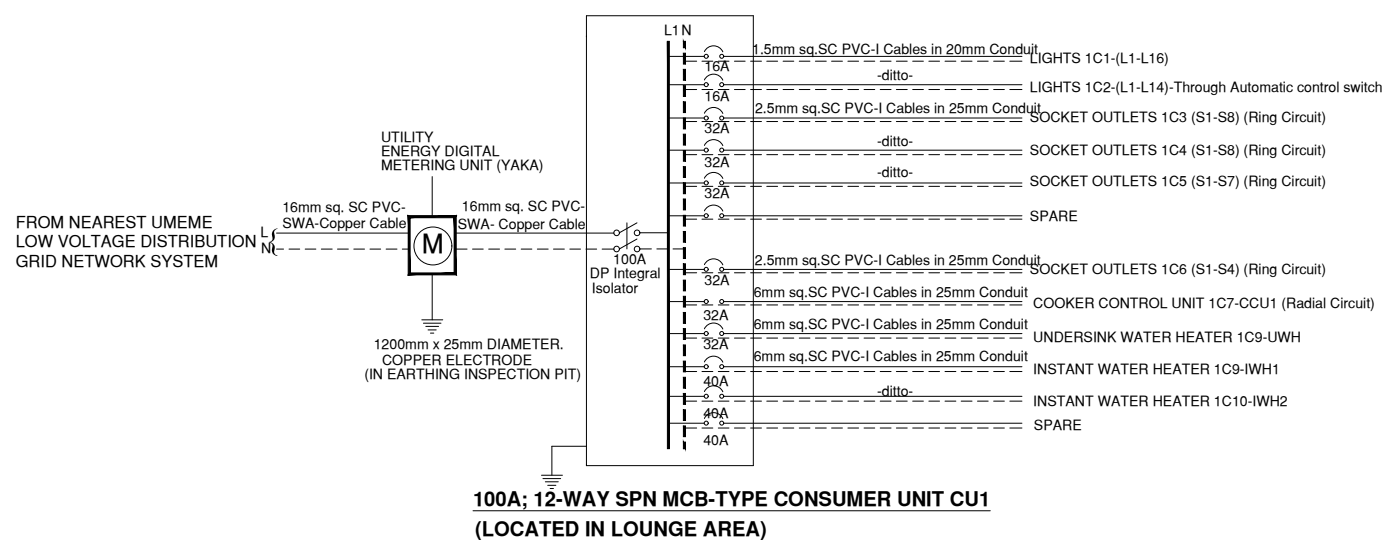 FROM NEAREST UMEME
LOW VOLTAGE DISTRIBUTION
GRID NETWORK SYSTEM
L
N
16mm sq. SC PVC-
SWA-Copper Cable
UTILITY
ENERGY DIGITAL
METERING UNIT (YAKA)
M
16mm sq. SC PVC-
SWA- Copper Cable
1200mm x 25mm DIAMETER.
COPPER ELECTRODE
(IN EARTHING INSPECTION PIT)
100A
DP Integral
Isolator
L1 N
16A
1.5mm sq.SC PVC-I Cables in 20mm Conduit
LIGHTS 1C1-(L1-L16)
16A
-ditto-
LIGHTS 1C2-(L1-L14)-Through Automatic control switch
32A
2.5mm sq.SC PVC-I Cables in 25mm Conduit
SOCKET OUTLETS 1C3 (S1-S8) (Ring Circuit)
32A
-ditto-
SOCKET OUTLETS 1C4 (S1-S8) (Ring Circuit)
32A
-ditto-
SOCKET OUTLETS 1C5 (S1-S7) (Ring Circuit)
SPARE
32A
2.5mm sq.SC PVC-I Cables in 25mm Conduit
SOCKET OUTLETS 1C6 (S1-S4) (Ring Circuit)
32A
6mm sq.SC PVC-I Cables in 25mm Conduit
COOKER CONTROL UNIT 1C7-CCU1 (Radial Circuit)
32A
6mm sq.SC PVC-I Cables in 25mm Conduit
UNDERSINK WATER HEATER 1C9-UWH
40A
6mm sq.SC PVC-I Cables in 25mm Conduit
INSTANT WATER HEATER 1C9-IWH1
40A
-ditto-
INSTANT WATER HEATER 1C10-IWH2
40A
SPARE
100A; 12-WAY SPN MCB-TYPE CONSUMER UNIT CU1
(LOCATED IN LOUNGE AREA)